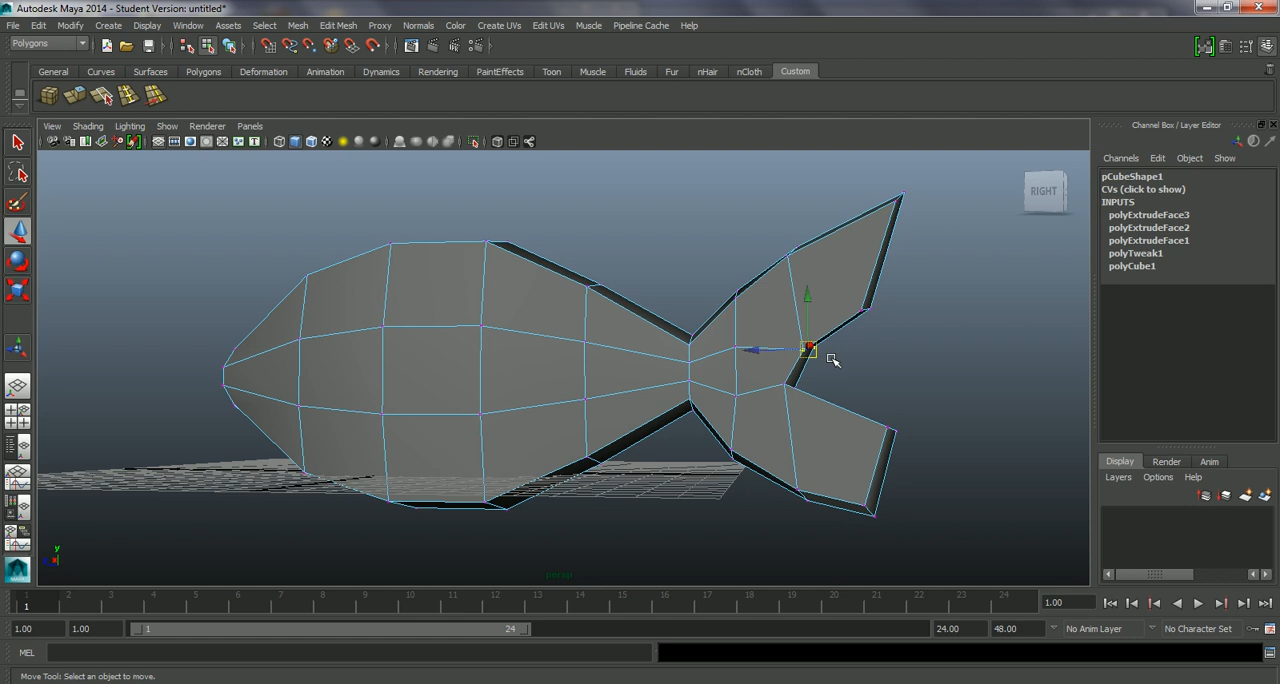 Autodesk Maya 2014 - Student Version: untitled*
File Edit Modify Create Display Window Assets Select Mesh Edit Mesh Proxy Normals Color Create UVs Edit UVs Muscle Pipeline Cache Help
Polygons
General Curves Surfaces Polygons Deformation Animation Dynamics Rendering PaintEffects Toon Muscle Fluids Fur nHair nCloth Custom
View Shading Lighting Show Renderer Panels
Channel Box / Layer Editor
Channels Edit Object Show
pCubeShape1
CVs (click to show)
INPUTS
polyExtrudeFace3
polyExtrudeFace2
polyExtrudeFace1
polyTweak1
polyCube1
RIGHT
Display Render Anim
Layers Options Help
y
persp
1 2 3 4 5 6 7 8 9 10 11 12 13 14 15 16 17 18 19 20 21 22 23 24
1
1.00
1.00 1.00 1 24 24.00 48.00 No Anim Layer No Character Set
MEL
Move Tool: Select an object to move.